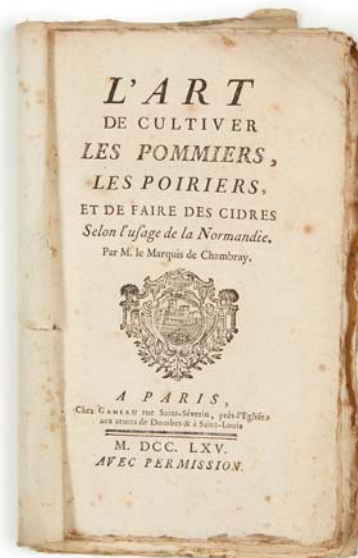 L'ART
DE CULTIVER
LES POMMIERS,
LES POIRIERS,
ET DE FAIRE DES CIDRES
Selon l'uſage de la Normandie.
Par M. le Marquis de Chambray.
A PARIS,
Chez GANEAU rue Saint-Séverin, près l'Egliſe,
aux armes de Dombes & à Saint-Louis
M. DCC. LXV.
AVEC PERMISSION.